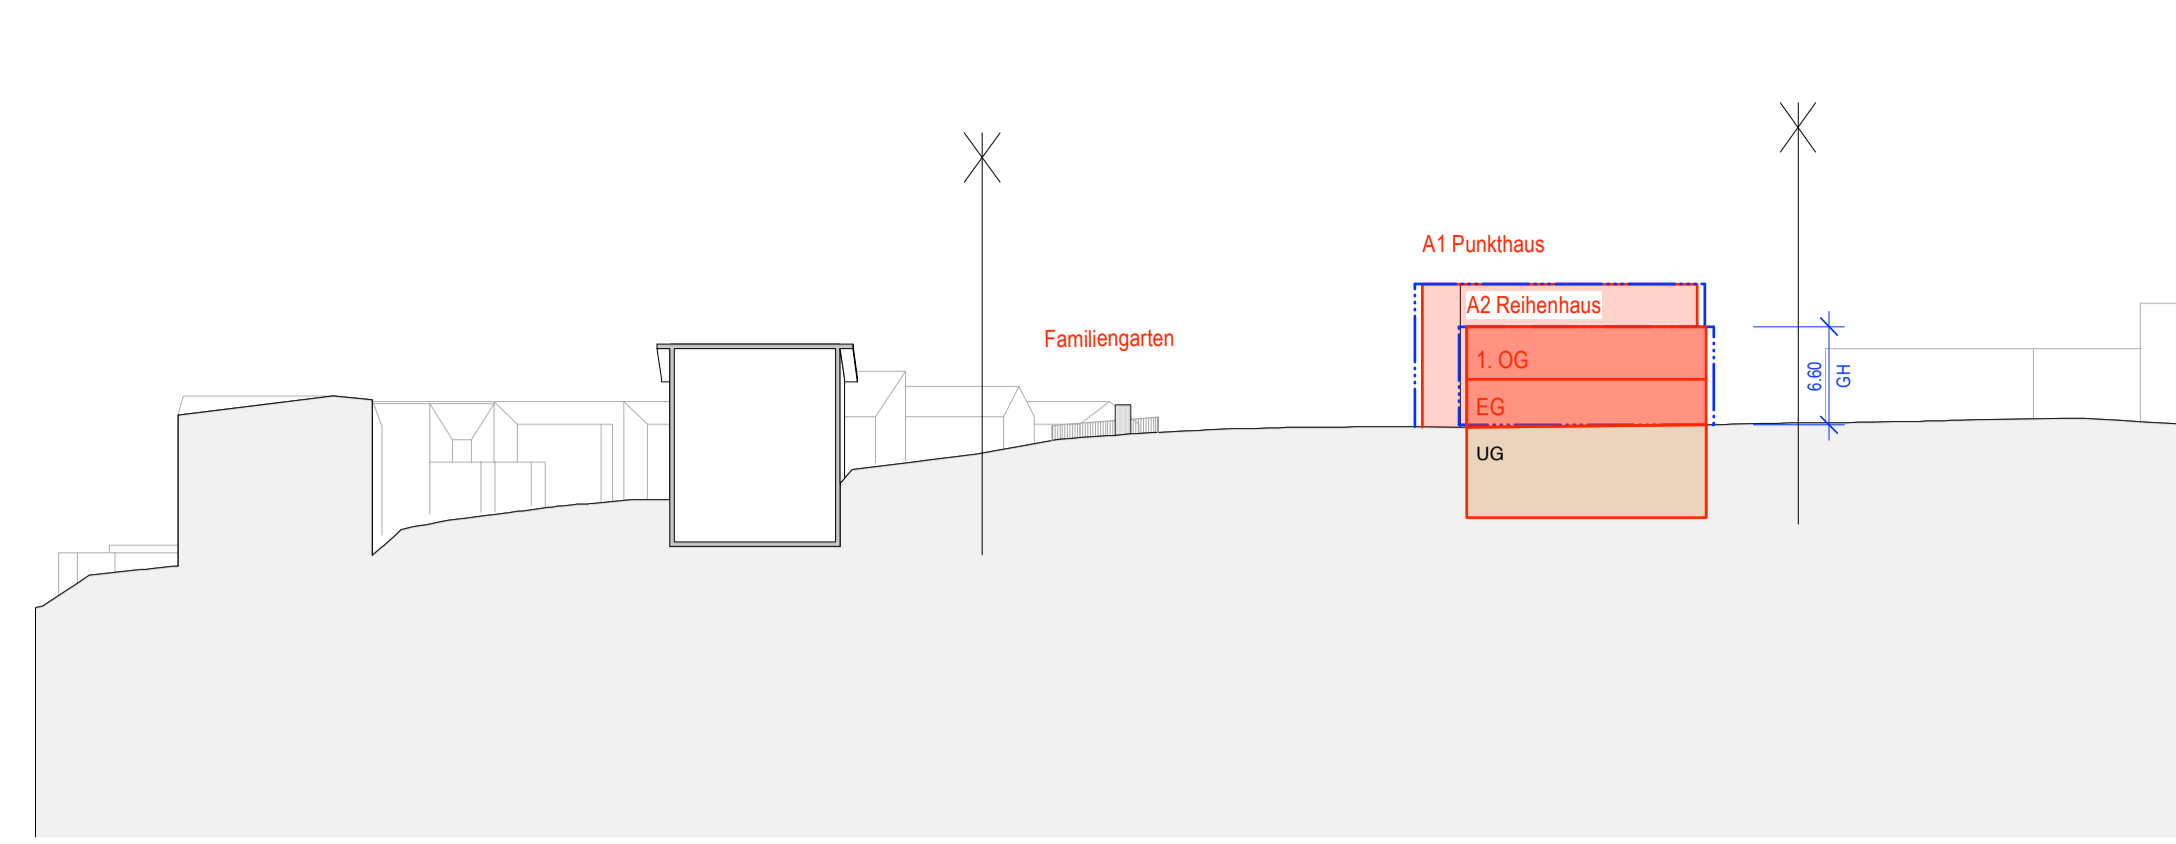 A1 Punkthaus
A2 Reihenhaus
Familiengarten
1. OG
EG
UG
6.60
GH